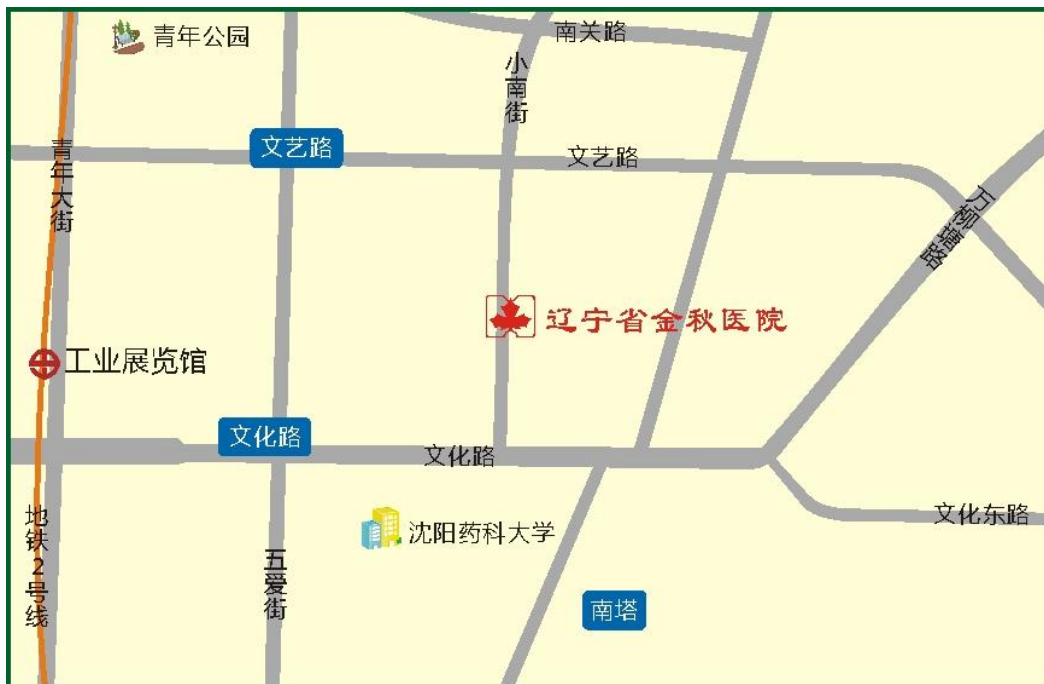 青年公园
南关路
小南街
文艺路
文艺路
青年大街
万柳塘路
辽宁省金秋医院
工业展览馆
文化路
文化路
地铁2号线
沈阳药科大学
五爱街
文化东路
南塔